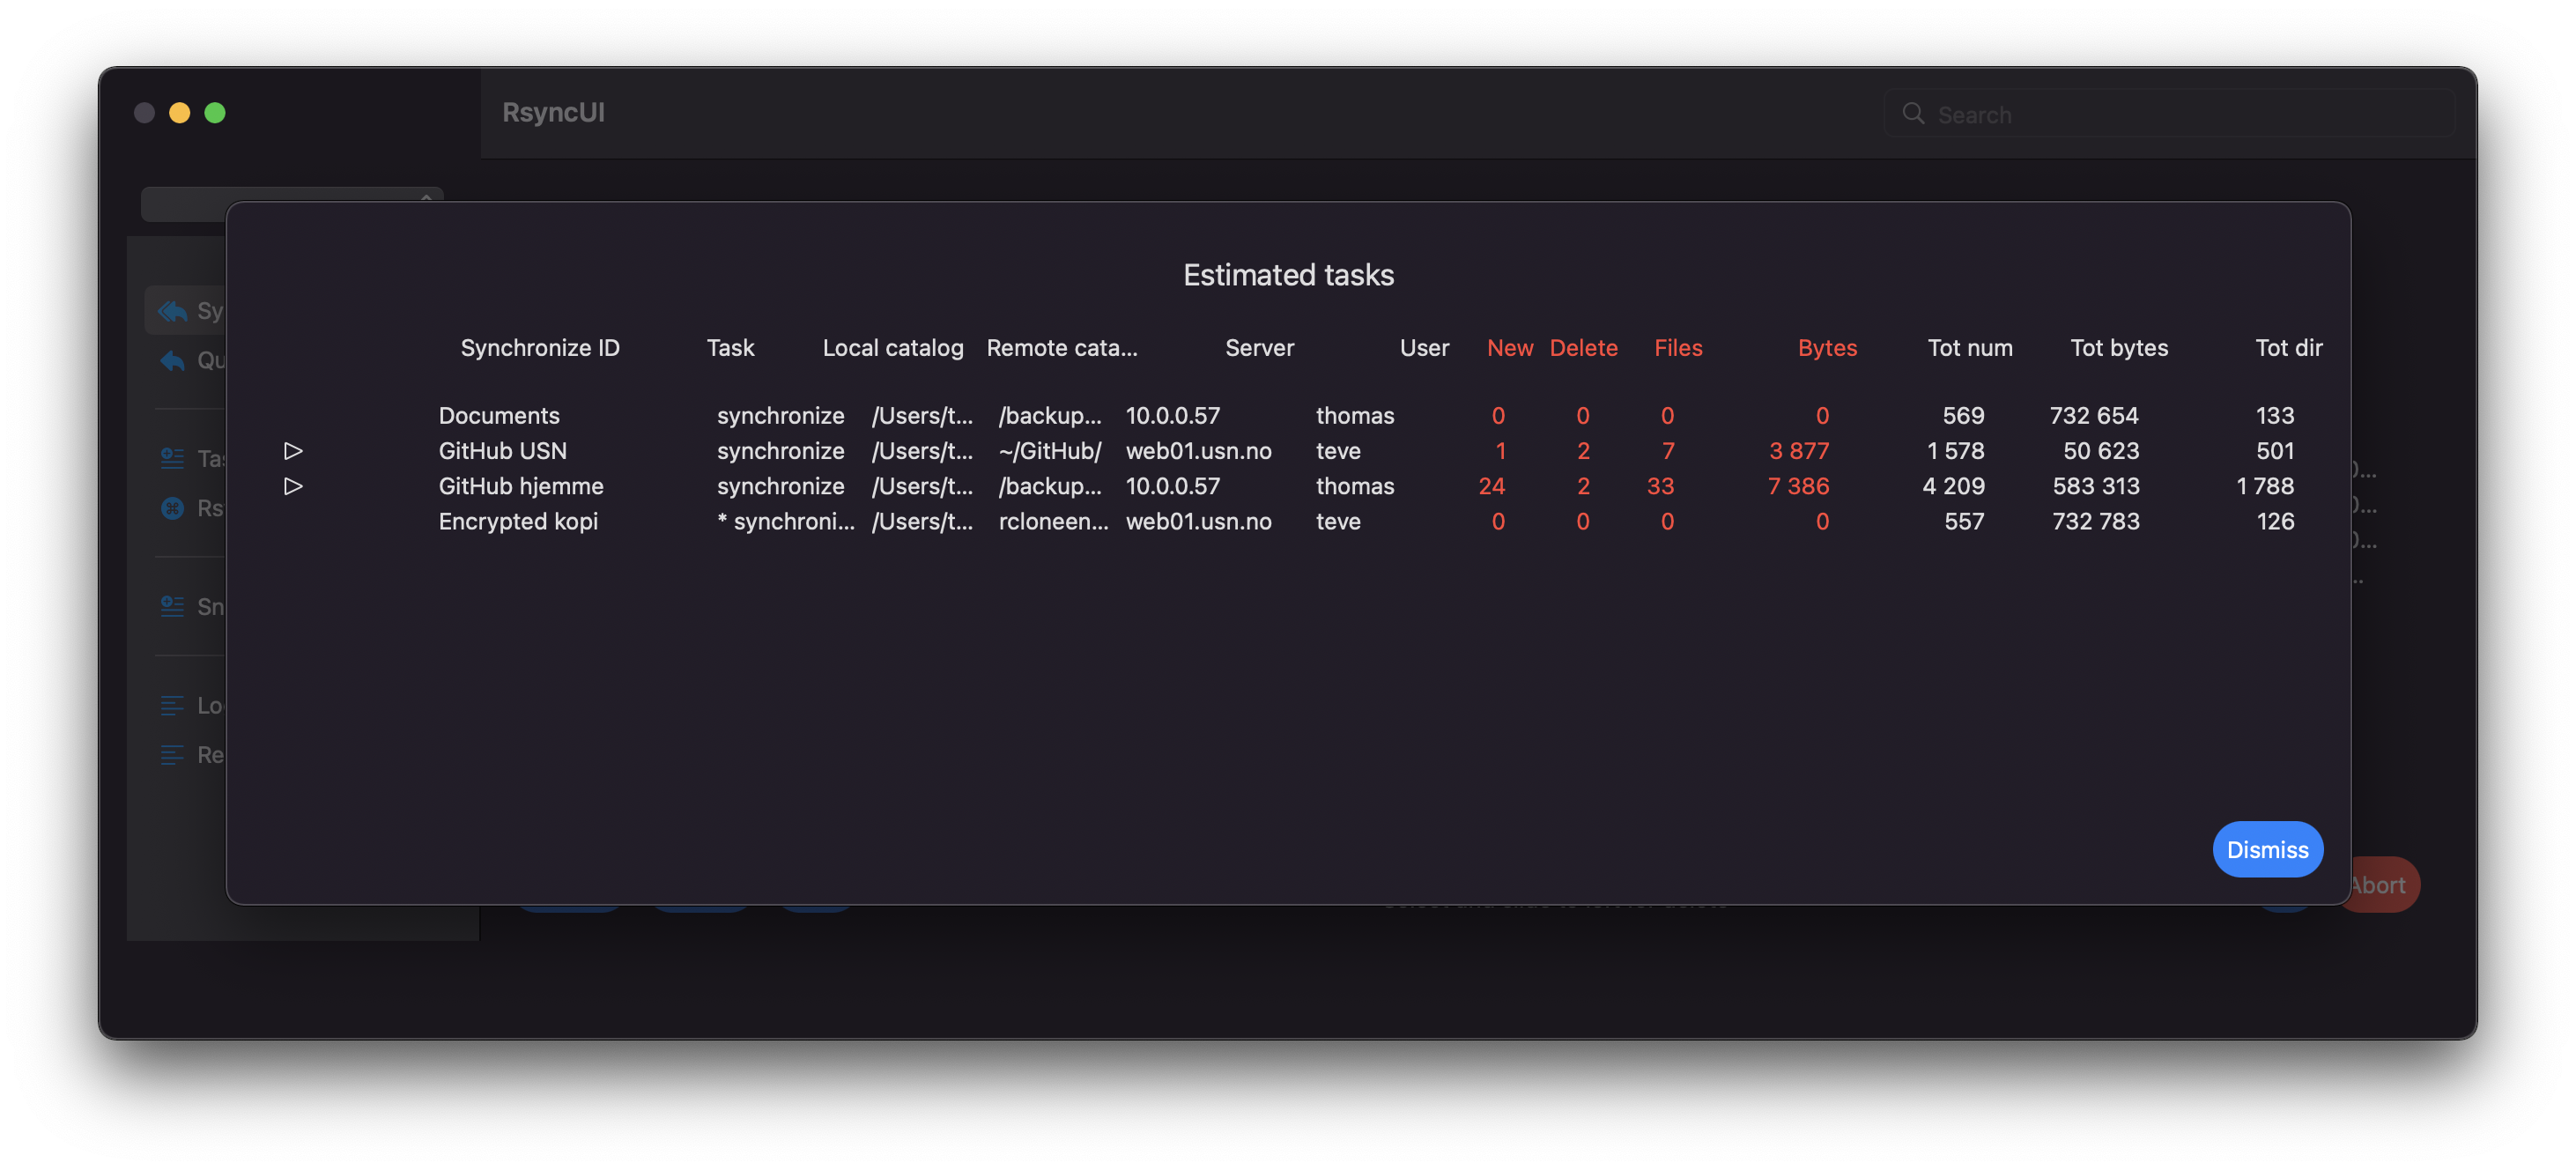 RsyncUI
Search
Estimated tasks
Synchronize ID Task Local catalog Remote cata... Server User New Delete Files Bytes Tot num Tot bytes Tot dir
Documents synchronize /Users/t... /backup... 10.0.0.57 thomas 0 0 0 0 569 732 654 133
GitHub USN synchronize /Users/t... ~/GitHub/ web01.usn.no teve 1 2 7 3 877 1 578 50 623 501
GitHub hjemme synchronize /Users/t... /backup... 10.0.0.57 thomas 24 2 33 7 386 4 209 583 313 1 788
Encrypted kopi * synchroni... /Users/t... rcloneen... web01.usn.no teve 0 0 0 0 557 732 783 126
Sy
Qu
Tas
Rs
Sn
Lo
Re
Dismiss
Abort